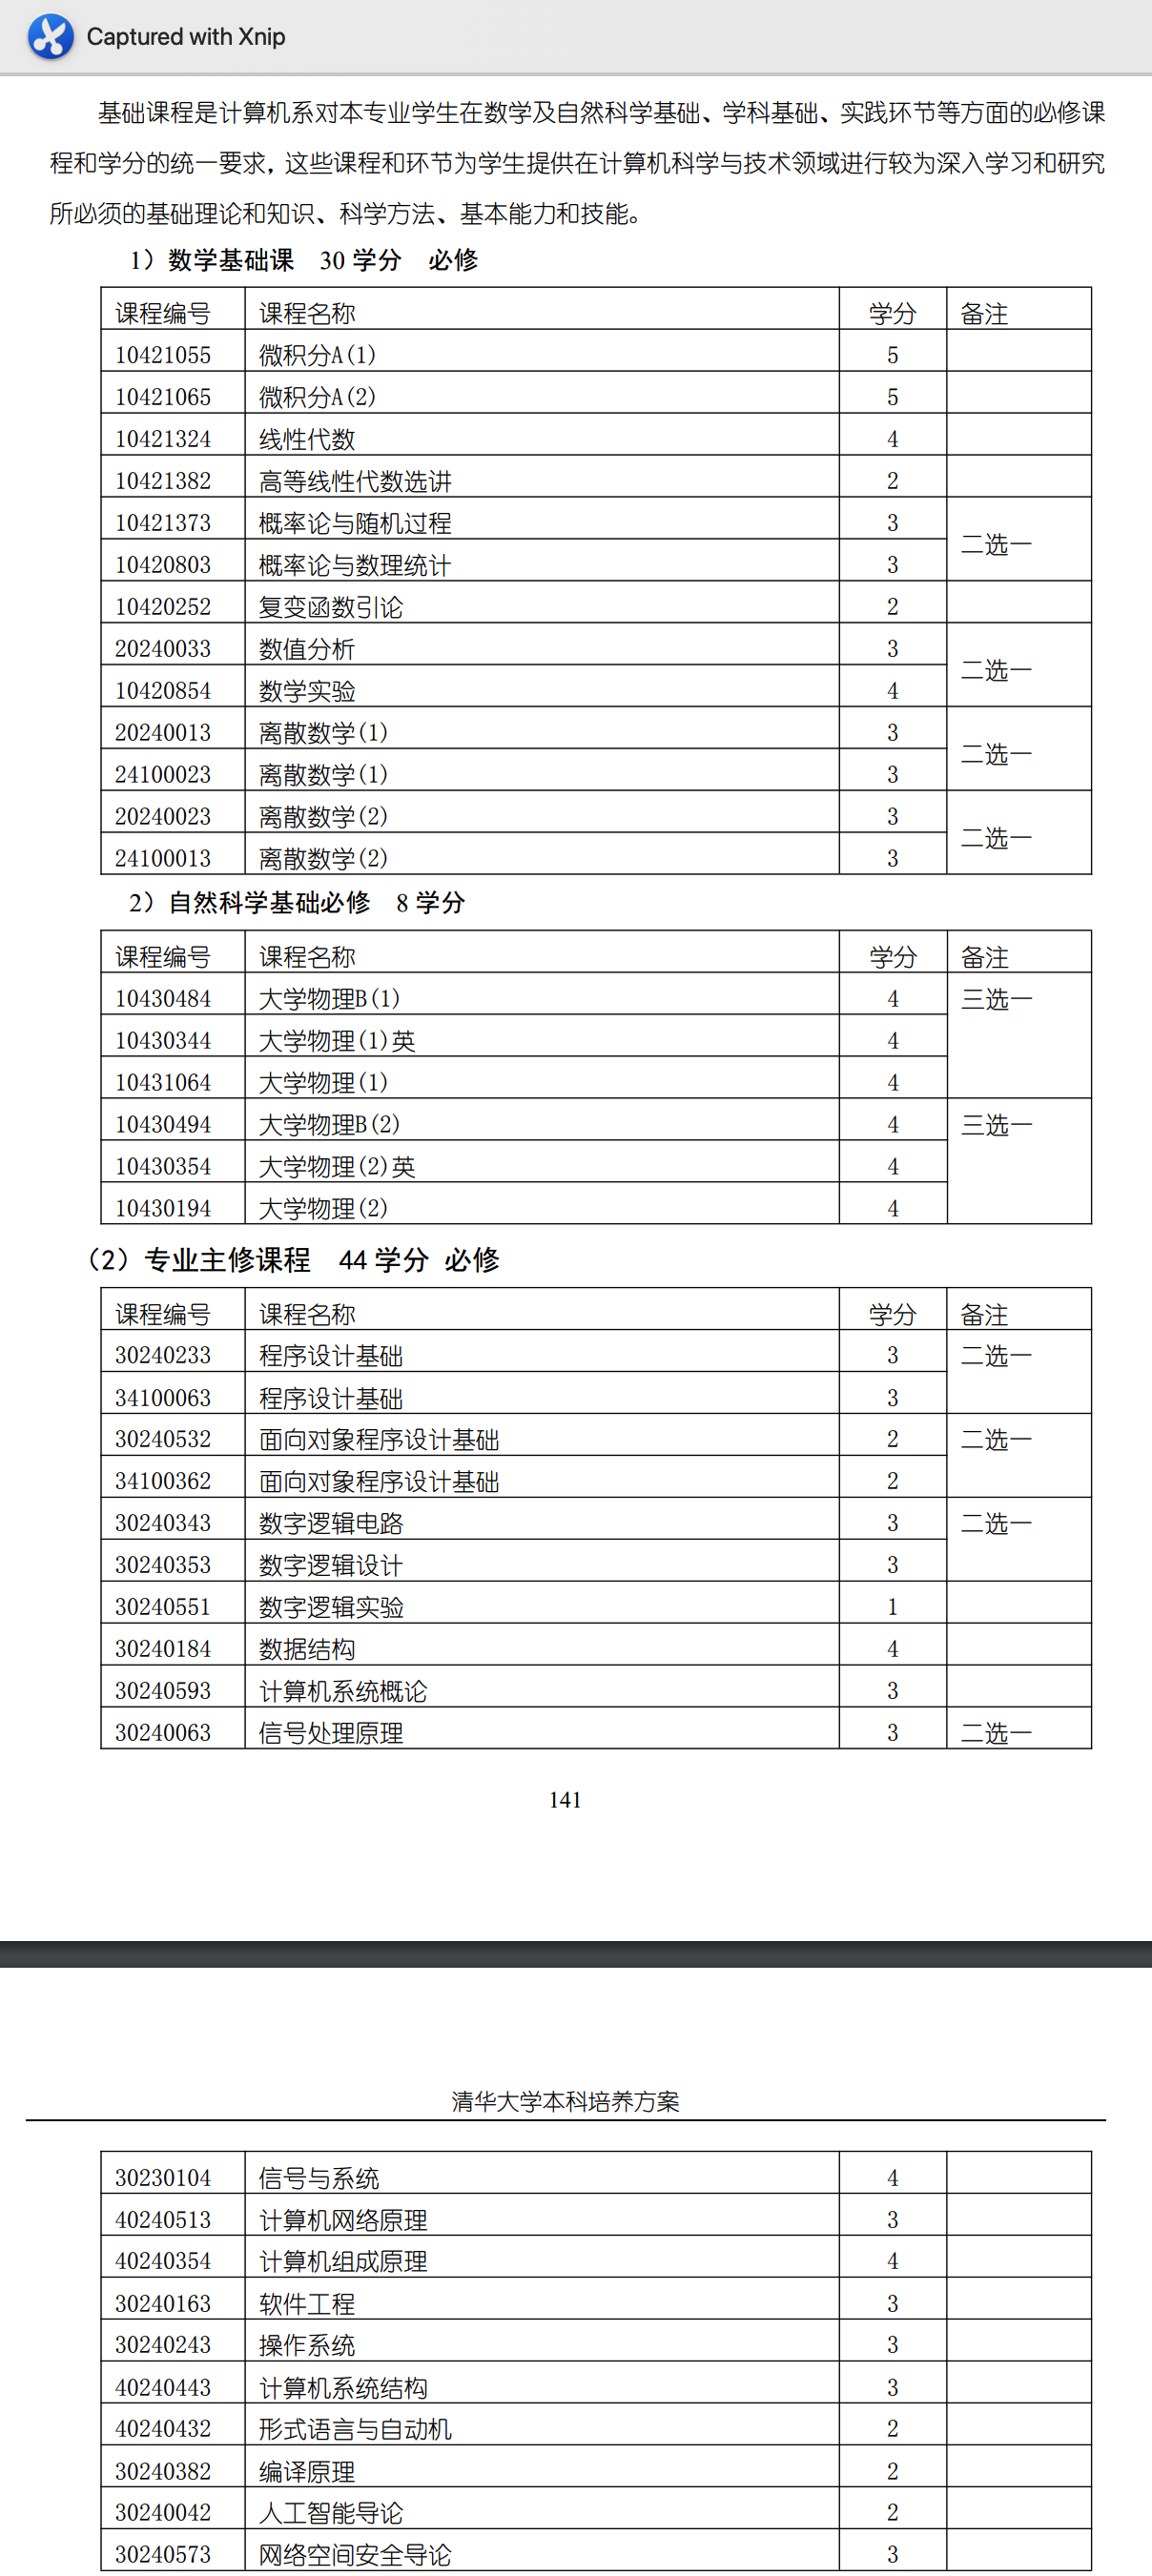 Captured with Xnip
基础课程是计算机系对本专业学生在数学及自然科学基础、学科基础、实践环节等方面的必修课
程和学分的统一要求，这些课程和环节为学生提供在计算机科学与技术领域进行较为深入学习和研究
所必须的基础理论和知识、科学方法、基本能力和技能。
1）数学基础课 30 学分 必修
课程编号 课程名称 学分 备注
10421055 微积分A(1) 5
10421065 微积分A(2) 5
10421324 线性代数 4
10421382 高等线性代数选讲 2
10421373 概率论与随机过程 3
二选一
10420803 概率论与数理统计 3
10420252 复变函数引论 2
20240033 数值分析 3
二选一
10420854 数学实验 4
20240013 离散数学(1) 3
二选一
24100023 离散数学(1) 3
20240023 离散数学(2) 3
二选一
24100013 离散数学(2) 3
2）自然科学基础必修 8 学分
课程编号 课程名称 学分 备注
10430484 大学物理B(1) 4 三选一
10430344 大学物理(1)英 4
10431064 大学物理(1) 4
10430494 大学物理B(2) 4 三选一
10430354 大学物理(2)英 4
10430194 大学物理(2) 4
（2）专业主修课程 44 学分 必修
课程编号 课程名称 学分 备注
30240233 程序设计基础 3 二选一
34100063 程序设计基础 3
30240532 面向对象程序设计基础 2 二选一
34100362 面向对象程序设计基础 2
30240343 数字逻辑电路 3 二选一
30240353 数字逻辑设计 3
30240551 数字逻辑实验 1
30240184 数据结构 4
30240593 计算机系统概论 3
30240063 信号处理原理 3 二选一
141
清华大学本科培养方案
30230104 信号与系统 4
40240513 计算机网络原理 3
40240354 计算机组成原理 4
30240163 软件工程 3
30240243 操作系统 3
40240443 计算机系统结构 3
40240432 形式语言与自动机 2
30240382 编译原理 2
30240042 人工智能导论 2
30240573 网络空间安全导论 3